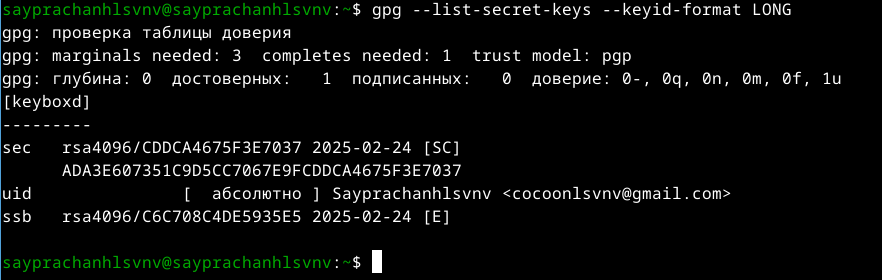 sayprachanhlsvnv@sayprachanhlsvnv:~$ gpg --list-secret-keys --keyid-format LONG
gpg: проверка таблицы доверия
gpg: marginals needed: 3  completes needed: 1  trust model: pgp
gpg: глубина: 0  достоверных:   1  подписанных:   0  доверие: 0-, 0q, 0n, 0m, 0f, 1u
[keyboxd]
---------
sec   rsa4096/CDDCA4675F3E7037 2025-02-24 [SC]
      ADA3E607351C9D5CC7067E9FCDDCA4675F3E7037
uid               [  абсолютно ] Sayprachanhlsvnv <cocoonlsvnv@gmail.com>
ssb   rsa4096/C6C708C4DE5935E5 2025-02-24 [E]
sayprachanhlsvnv@sayprachanhlsvnv:~$